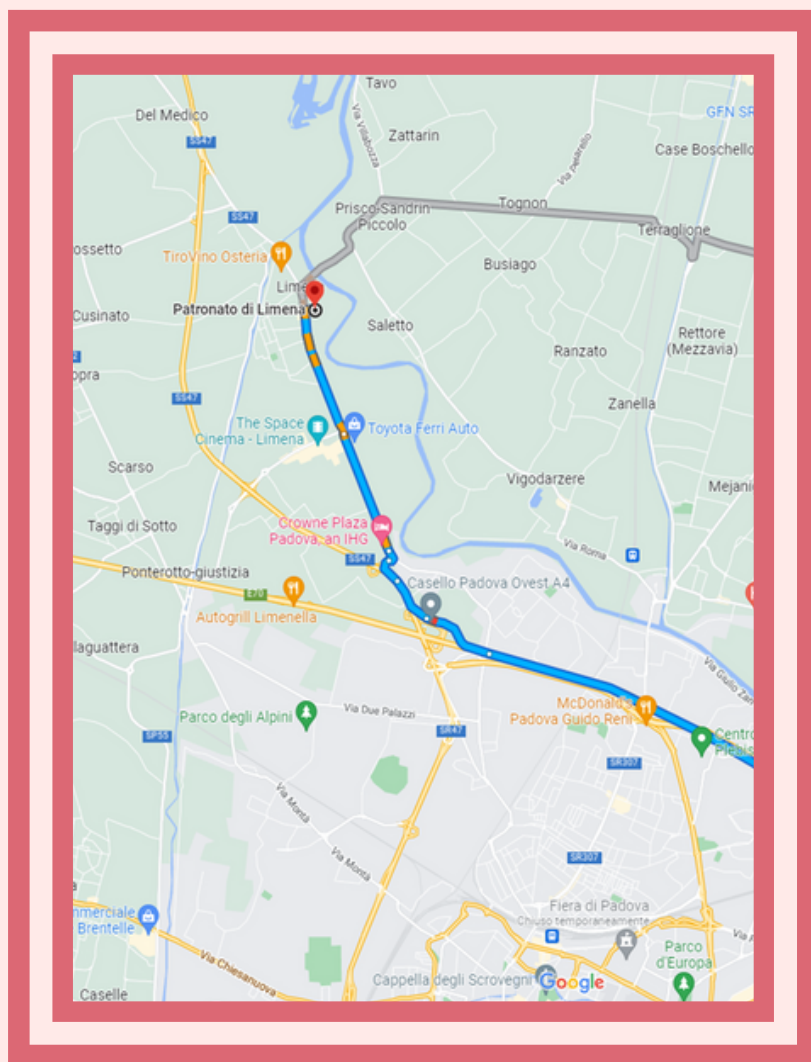 Tavo
Del Medico
GFN SR
SS47
Via Villabozza
Zattarin
Case Boschello
SS47
Prisco-Sandrin
Piccolo
Tognon
Terraglione
ossetto
TiroVino Osteria
Busiago
Lime
Patronato di Limena
Cusinato
Saletto
Rettore
(Mezzavia)
Ranzato
opra
Zanella
SS47
The Space
Cinema - Limena
Toyota Ferri Auto
Scarso
Vigodarzere
Mejani
Crowne Plaza
Padova, an IHG
Taggi di Sotto
Via Roma
SS47
Ponterotto-giustizia
Casello Padova Ovest A4
E70
Autogrill Limenella
laguattera
McDonald's
Padova Guido Reni
Parco degli Alpini
Via Due Palazzi
SR47
Centro
Plebis
SP55
SR307
Via Montà
Via Montà
SR307
Fiera di Padova
Chiuso temporaneamente
mmerciale
Brentelle
Via Chiesanuova
Parco
d'Europa
Cappella degli Scrovegni
Google
Caselle